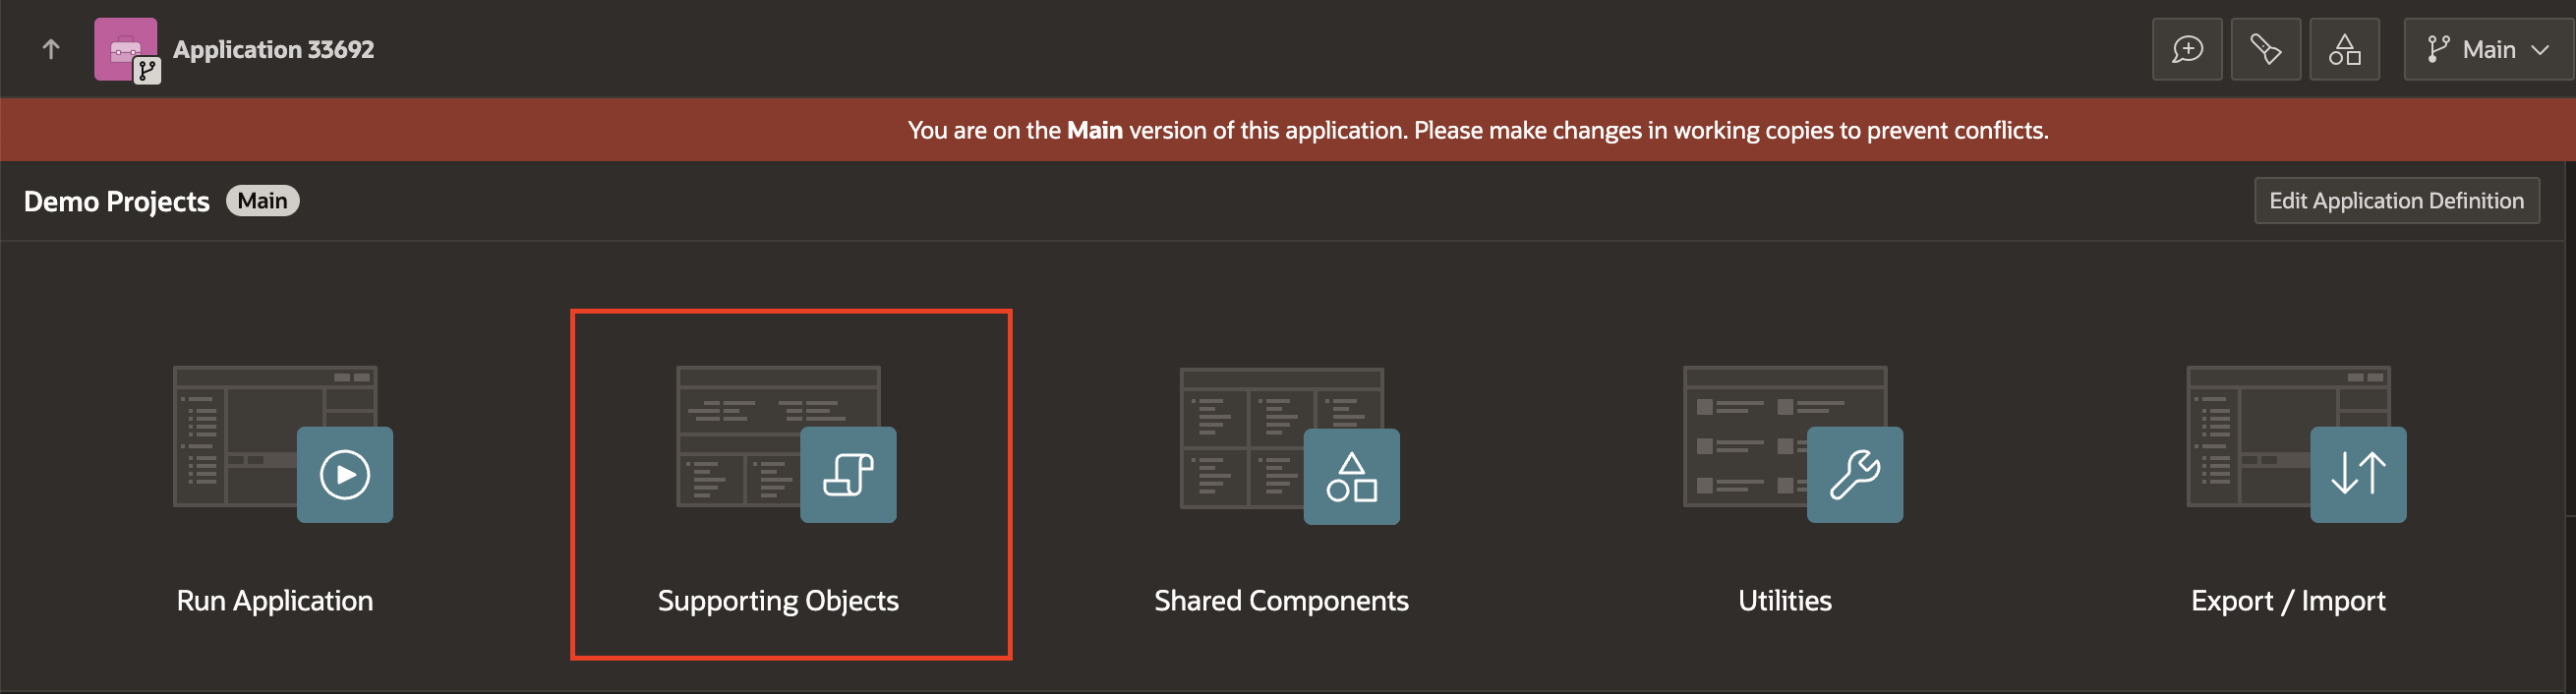 Application 33692
Main
You are on the Main version of this application. Please make changes in working copies to prevent conflicts.
Demo Projects Main
Edit Application Definition
Run Application
Supporting Objects
Shared Components
Utilities
Export / Import